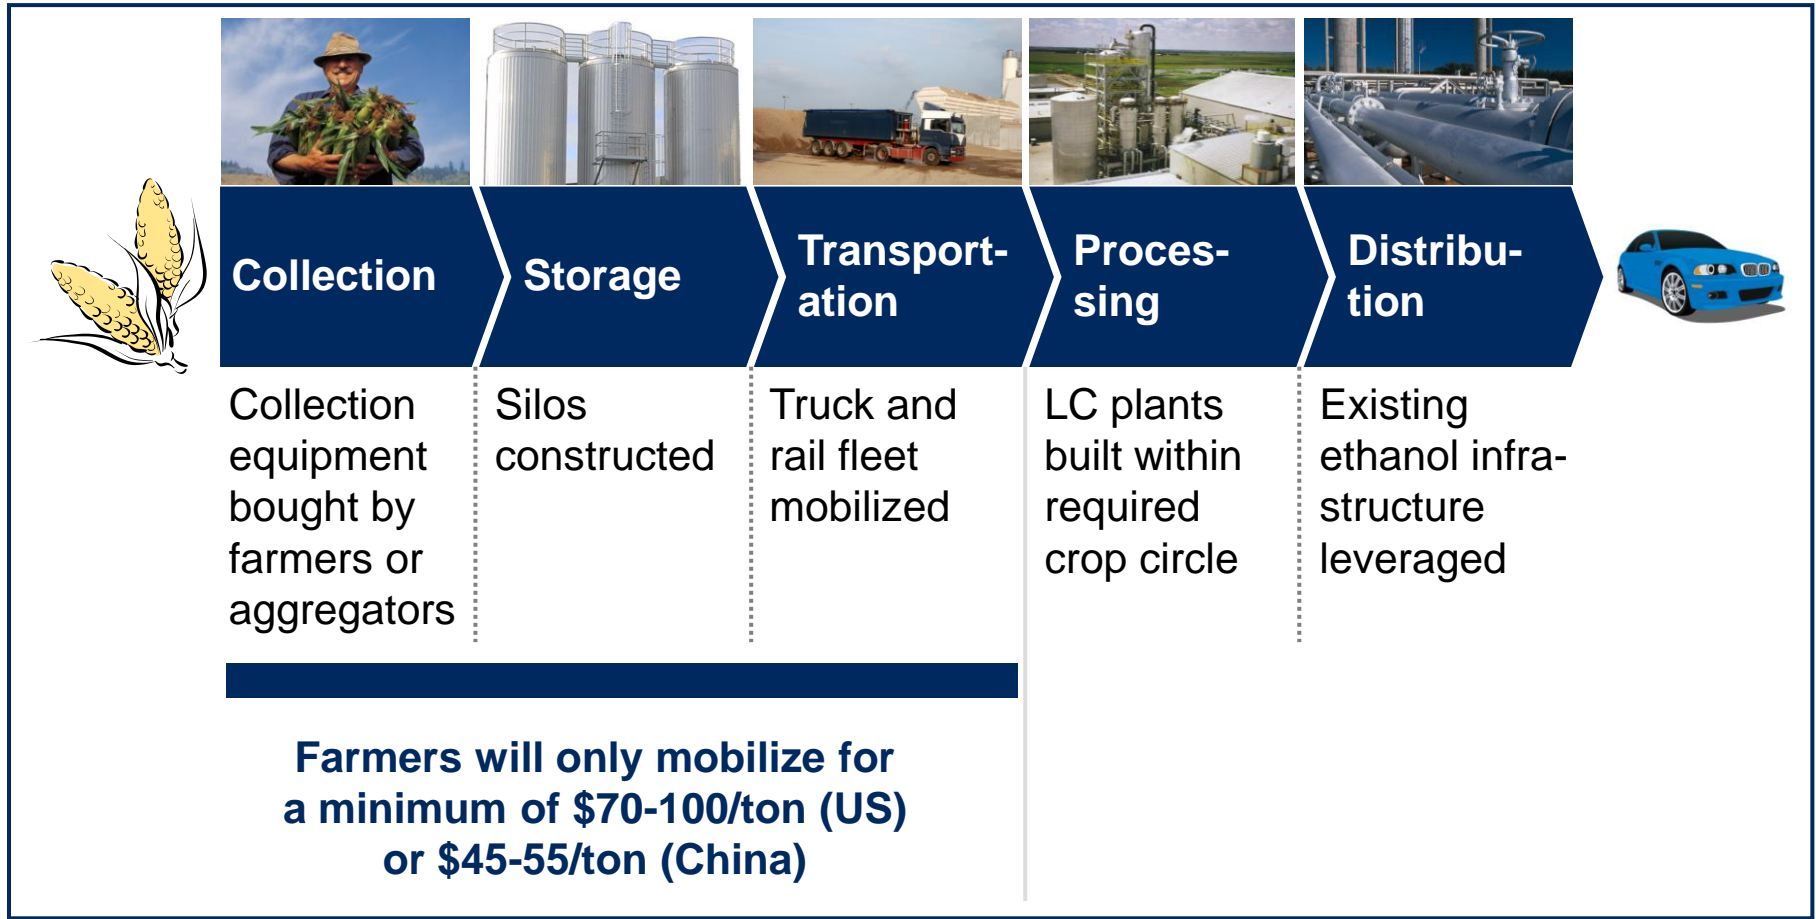 Collection
Storage
Transport-
ation
Proces-
sing
Distribu-
tion
Collection
equipment
bought by
farmers or
aggregators
Silos
constructed
Truck and
rail fleet
mobilized
LC plants
built within
required
crop circle
Existing
ethanol infra-
structure
leveraged
Farmers will only mobilize for
a minimum of $70-100/ton (US)
or $45-55/ton (China)